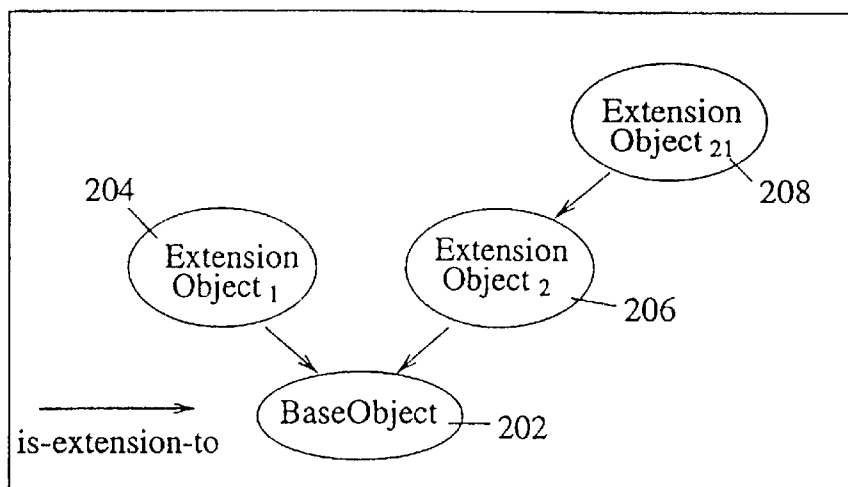 Extension
Object 21
208
204
Extension
Object 1
Extension
Object 2
206
BaseObject
202
is-extension-to